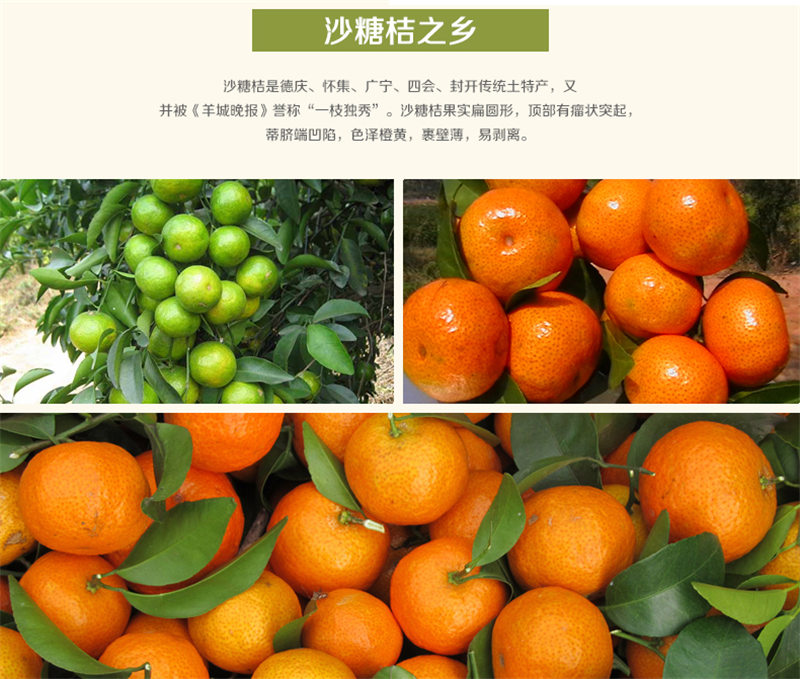 沙糖桔之乡
沙糖桔是德庆、怀集、广宁、四会、封开传统土特产，又
并被《羊城晚报》誉称“一枝独秀”。沙糖桔果实扁圆形，顶部有瘤状突起，
蒂脐端凹陷，色泽橙黄，裹壁薄，易剥离。